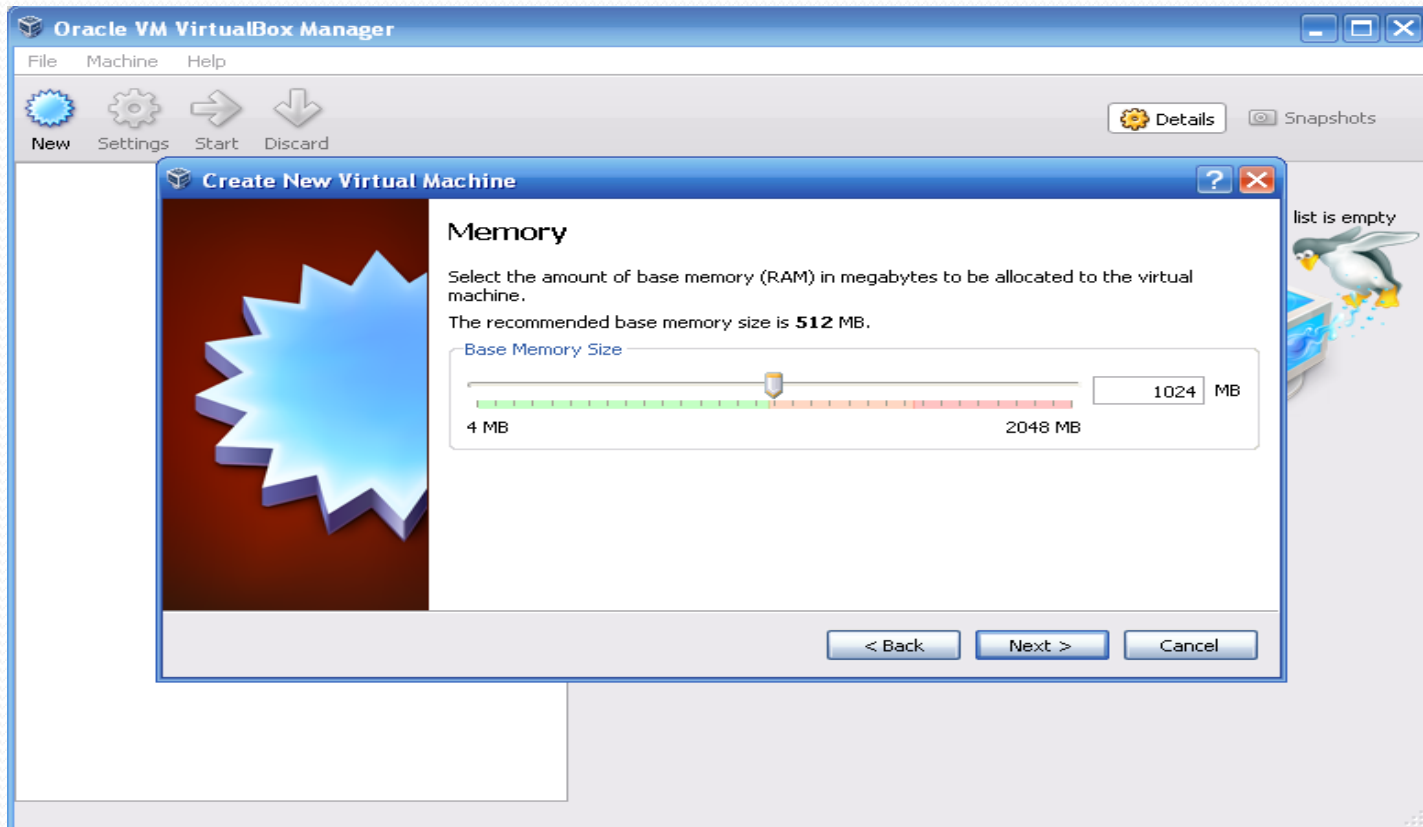 Oracle VM VirtualBox Manager
File Machine Help
New Settings Start Discard
Details Snapshots
list is empty
Create New Virtual Machine
Memory
Select the amount of base memory (RAM) in megabytes to be allocated to the virtual
machine.
The recommended base memory size is 512 MB.
Base Memory Size
1024 MB
4 MB 2048 MB
< Back Next > Cancel